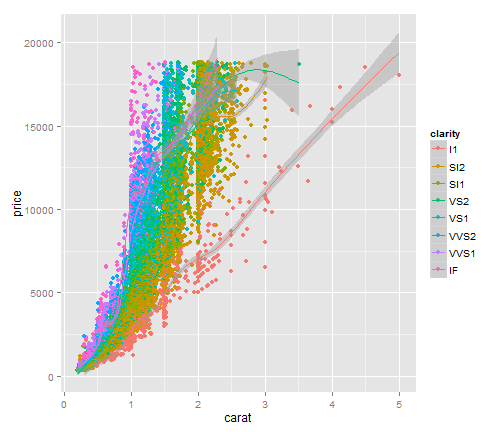 20000
15000
10000
5000
0
price
0
1
2
3
4
5
carat
clarity
I1
SI2
SI1
VS2
VS1
VVS2
VVS1
IF